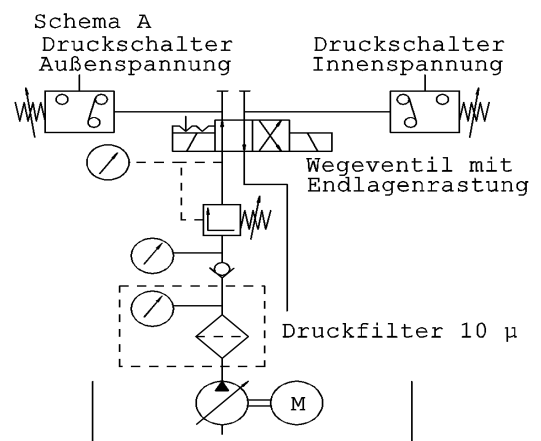 Schema A
Druckschalter
Außenspannung
Druckschalter
Innenspannung
Wegeventil mit
Endlagenrastung
Druckfilter 10 µ
M